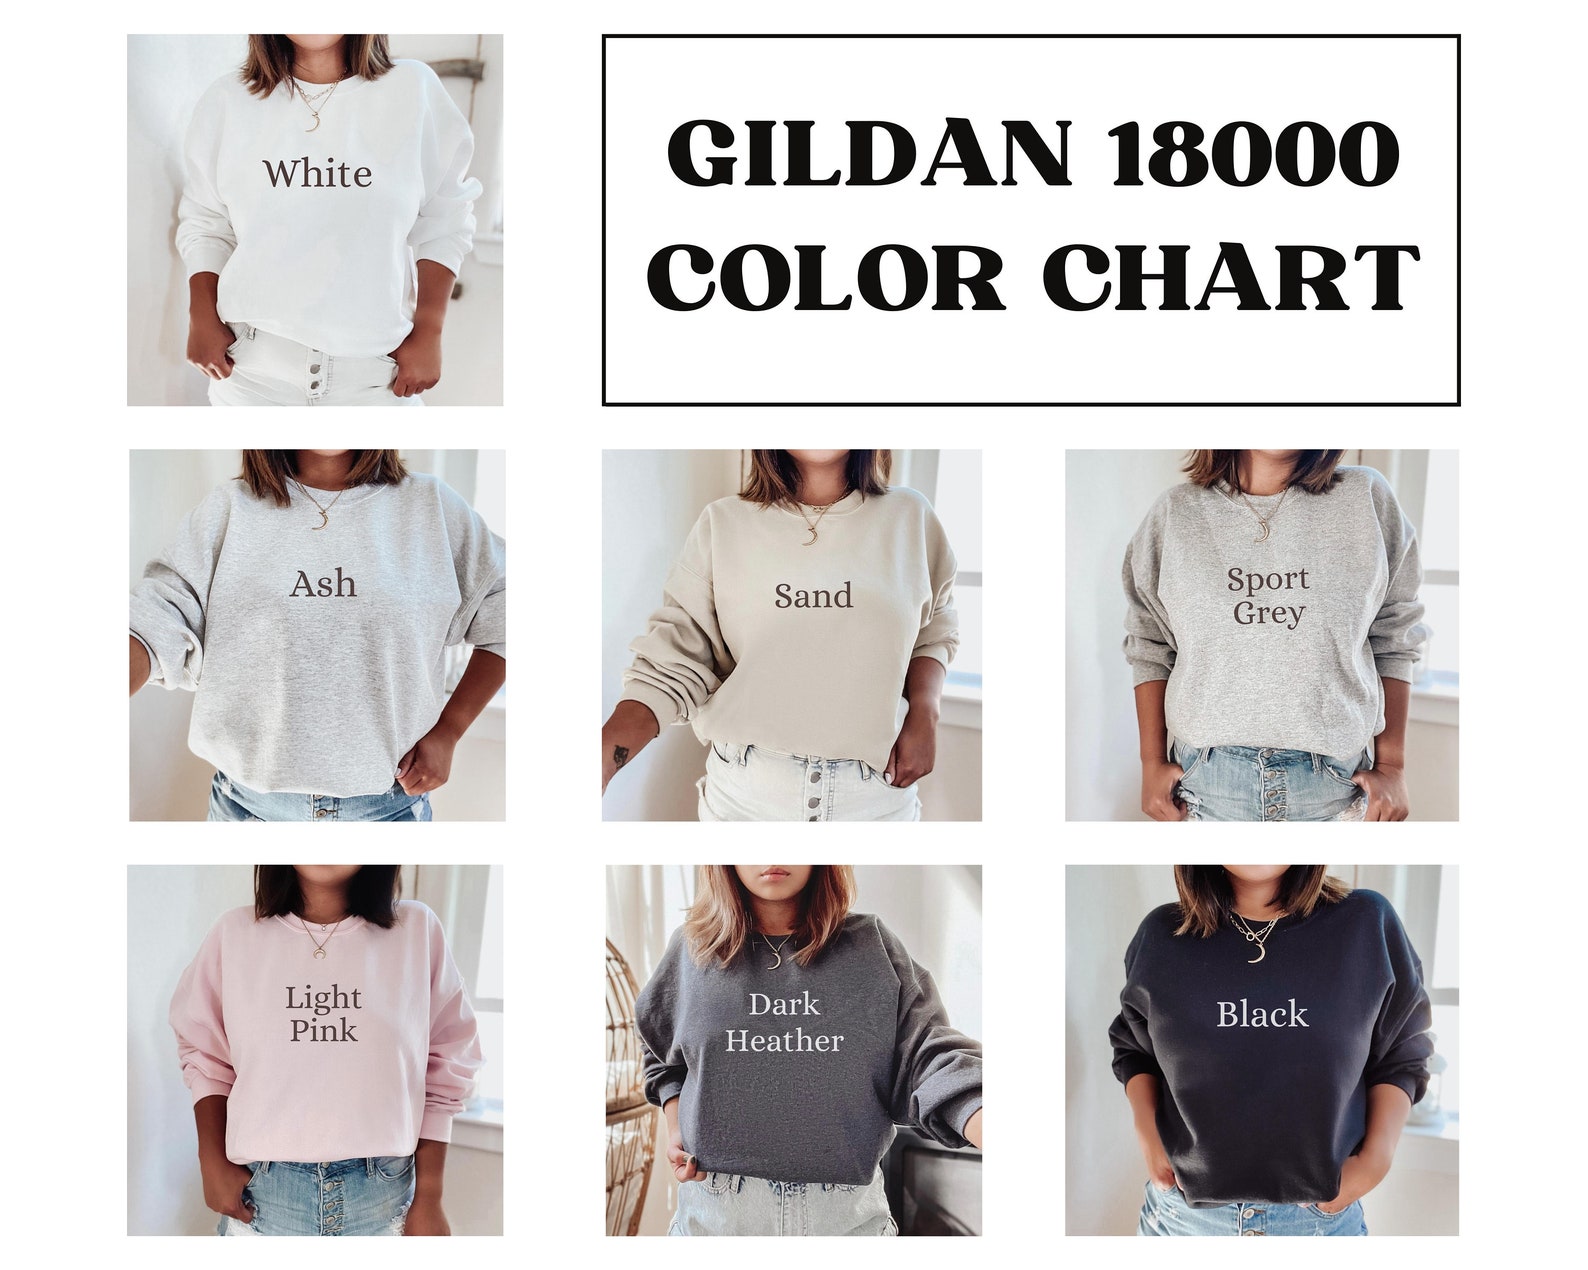 White
GILDAN 18000
COLOR CHART
Ash
Sand
Sport
Grey
Light
Pink
Dark
Heather
Black